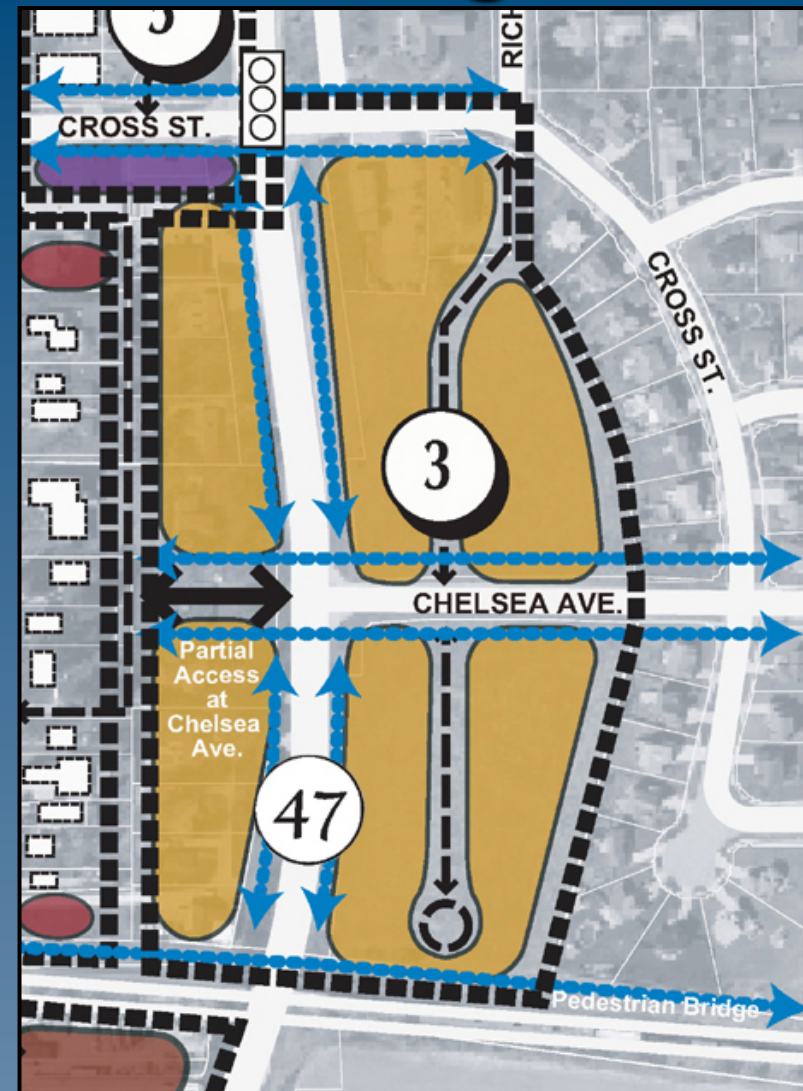 RICH
CROSS ST.
CROSS ST.
3
CHELSEA AVE.
Partial
Access
at
Chelsea
Ave.
47
Pedestrian Bridge